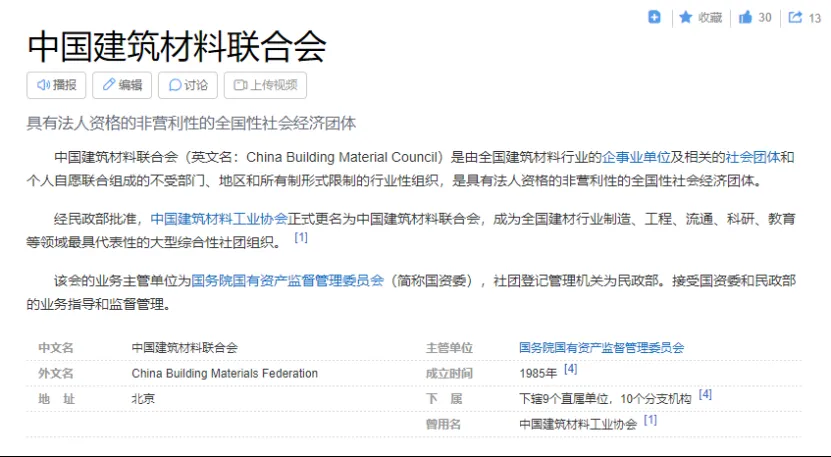 收藏 30 13
中国建筑材料联合会
播报 编辑 讨论 上传视频
具有法人资格的非营利性的全国性社会经济团体
中国建筑材料联合会（英文名：China Building Material Council）是由全国建筑材料行业的企事业单位及相关的社会团体和
个人自愿联合组成的不受部门、地区和所有制形式限制的行业性组织，是具有法人资格的非营利性的全国性社会经济团体。
经民政部批准，中国建筑材料工业协会正式更名为中国建筑材料联合会，成为全国建材行业制造、工程、流通、科研、教育
等领域最具代表性的大型综合性社团组织。 [1]
该会的业务主管单位为国务院国有资产监督管理委员会（简称国资委），社团登记管理机关为民政部。接受国资委和民政部
的业务指导和监督管理。
中文名 中国建筑材料联合会 主管单位 国务院国有资产监督管理委员会
外文名 China Building Materials Federation 成立时间 1985年 [4]
地 址 北京 下 属 下辖9个直属单位，10个分支机构 [4]
曾用名 中国建筑材料工业协会 [1]